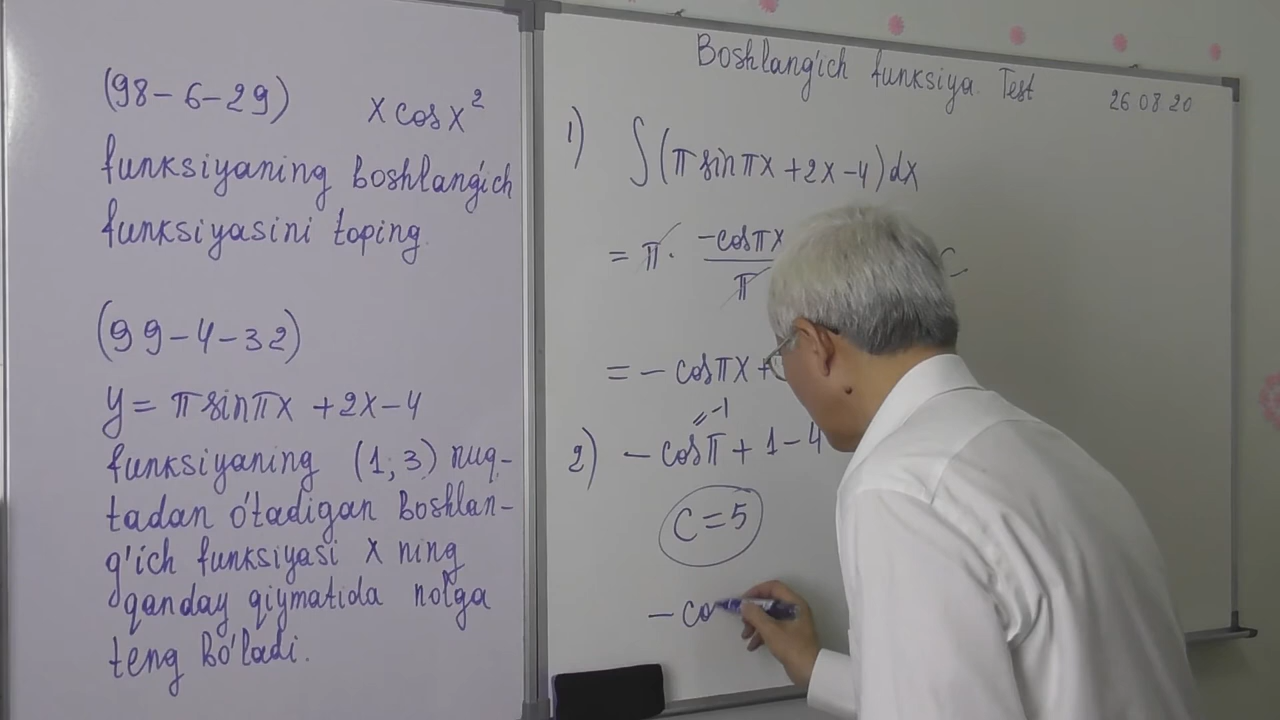 (98-6-29) x cos x²
funksiyaning boshlang'ich
funksiyasini toping.
(99-4-32)
y = π sin πx + 2x - 4
funksiyaning (1; 3) nuq-
tadan o'tadigan boshlan-
g'ich funksiyasi x ning
qanday qiymatida nolga
teng bo'ladi.
Boshlang'ich funksiya. Test
26 08 20
1) ∫(π sin πx + 2x - 4)dx
= π · -cos πx / π C
= - cos πx +
= -1
2) - cos π + 1 - 4
C = 5
- co